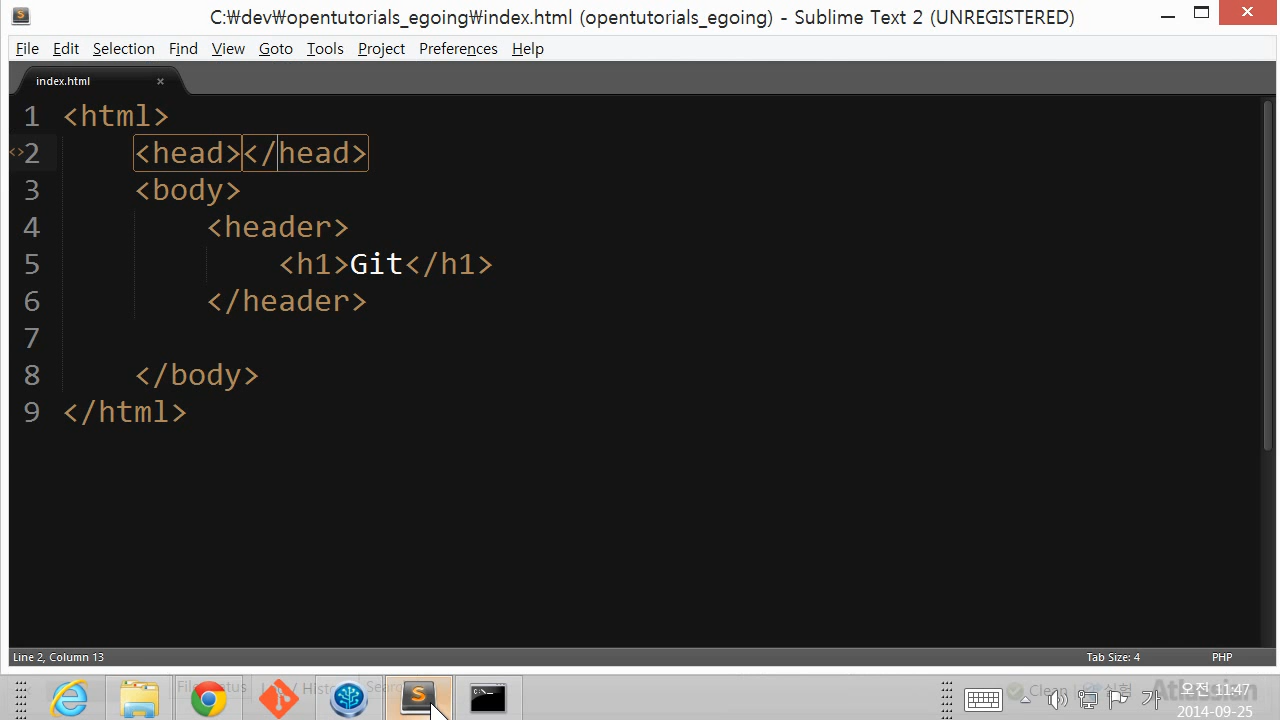 C:₩dev₩opentutorials_egoing₩index.html (opentutorials_egoing) - Sublime Text 2 (UNREGISTERED)
File Edit Selection Find View Goto Tools Project Preferences Help
index.html
1 <html>
2 <head></head>
3 <body>
4 <header>
5 <h1>Git</h1>
6 </header>
7
8 </body>
9 </html>
Line 2, Column 13 Tab Size: 4 PHP
S
C:\_
가
오전 11:47
2014-09-25